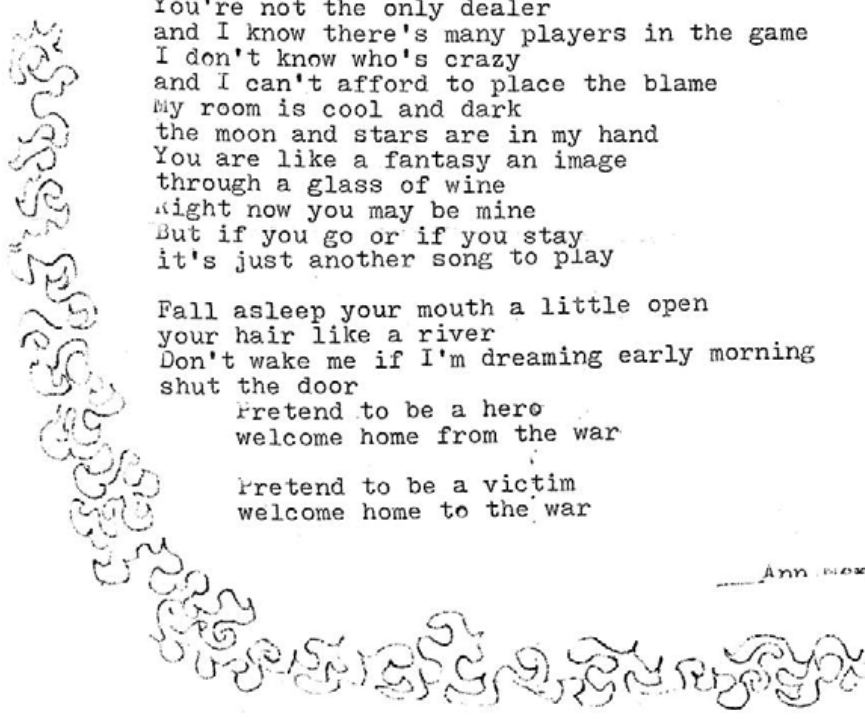 You're not the only dealer
and I know there's many players in the game
I don't know who's crazy
and I can't afford to place the blame
My room is cool and dark
the moon and stars are in my hand
You are like a fantasy an image
through a glass of wine
Right now you may be mine
But if you go or if you stay
it's just another song to play
Fall asleep your mouth a little open
your hair like a river
Don't wake me if I'm dreaming early morning
shut the door
Pretend to be a hero
welcome home from the war
Pretend to be a victim
welcome home to the war
Ann